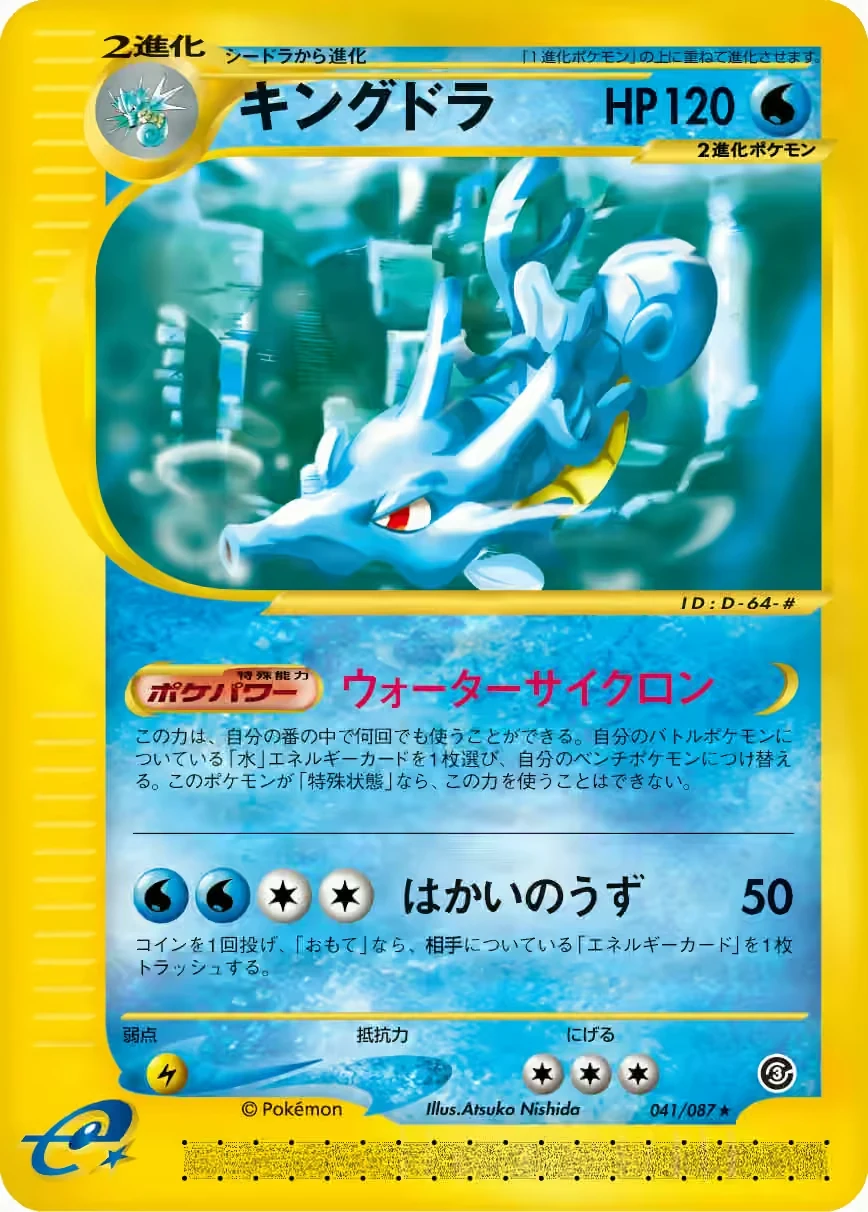 2進化
シードラから進化
「1進化ポケモン」の上に重ねて進化させます。
キングドラ
HP120
2進化ポケモン
ID:D-64-#
特殊能力
ポケパワー
ウォーターサイクロン
この力は、自分の番の中で何回でも使うことができる。自分のバトルポケモンに
ついている「水」エネルギーカードを1枚選び、自分のベンチポケモンにつけ替え
る。このポケモンが「特殊状態」なら、この力を使うことはできない。
はかいのうず 50
コインを1回投げ、「おもて」なら、相手についている「エネルギーカード」を1枚
トラッシュする。
弱点 抵抗力 にげる
3
© Pokémon Illus.Atsuko Nishida 041/087★
e